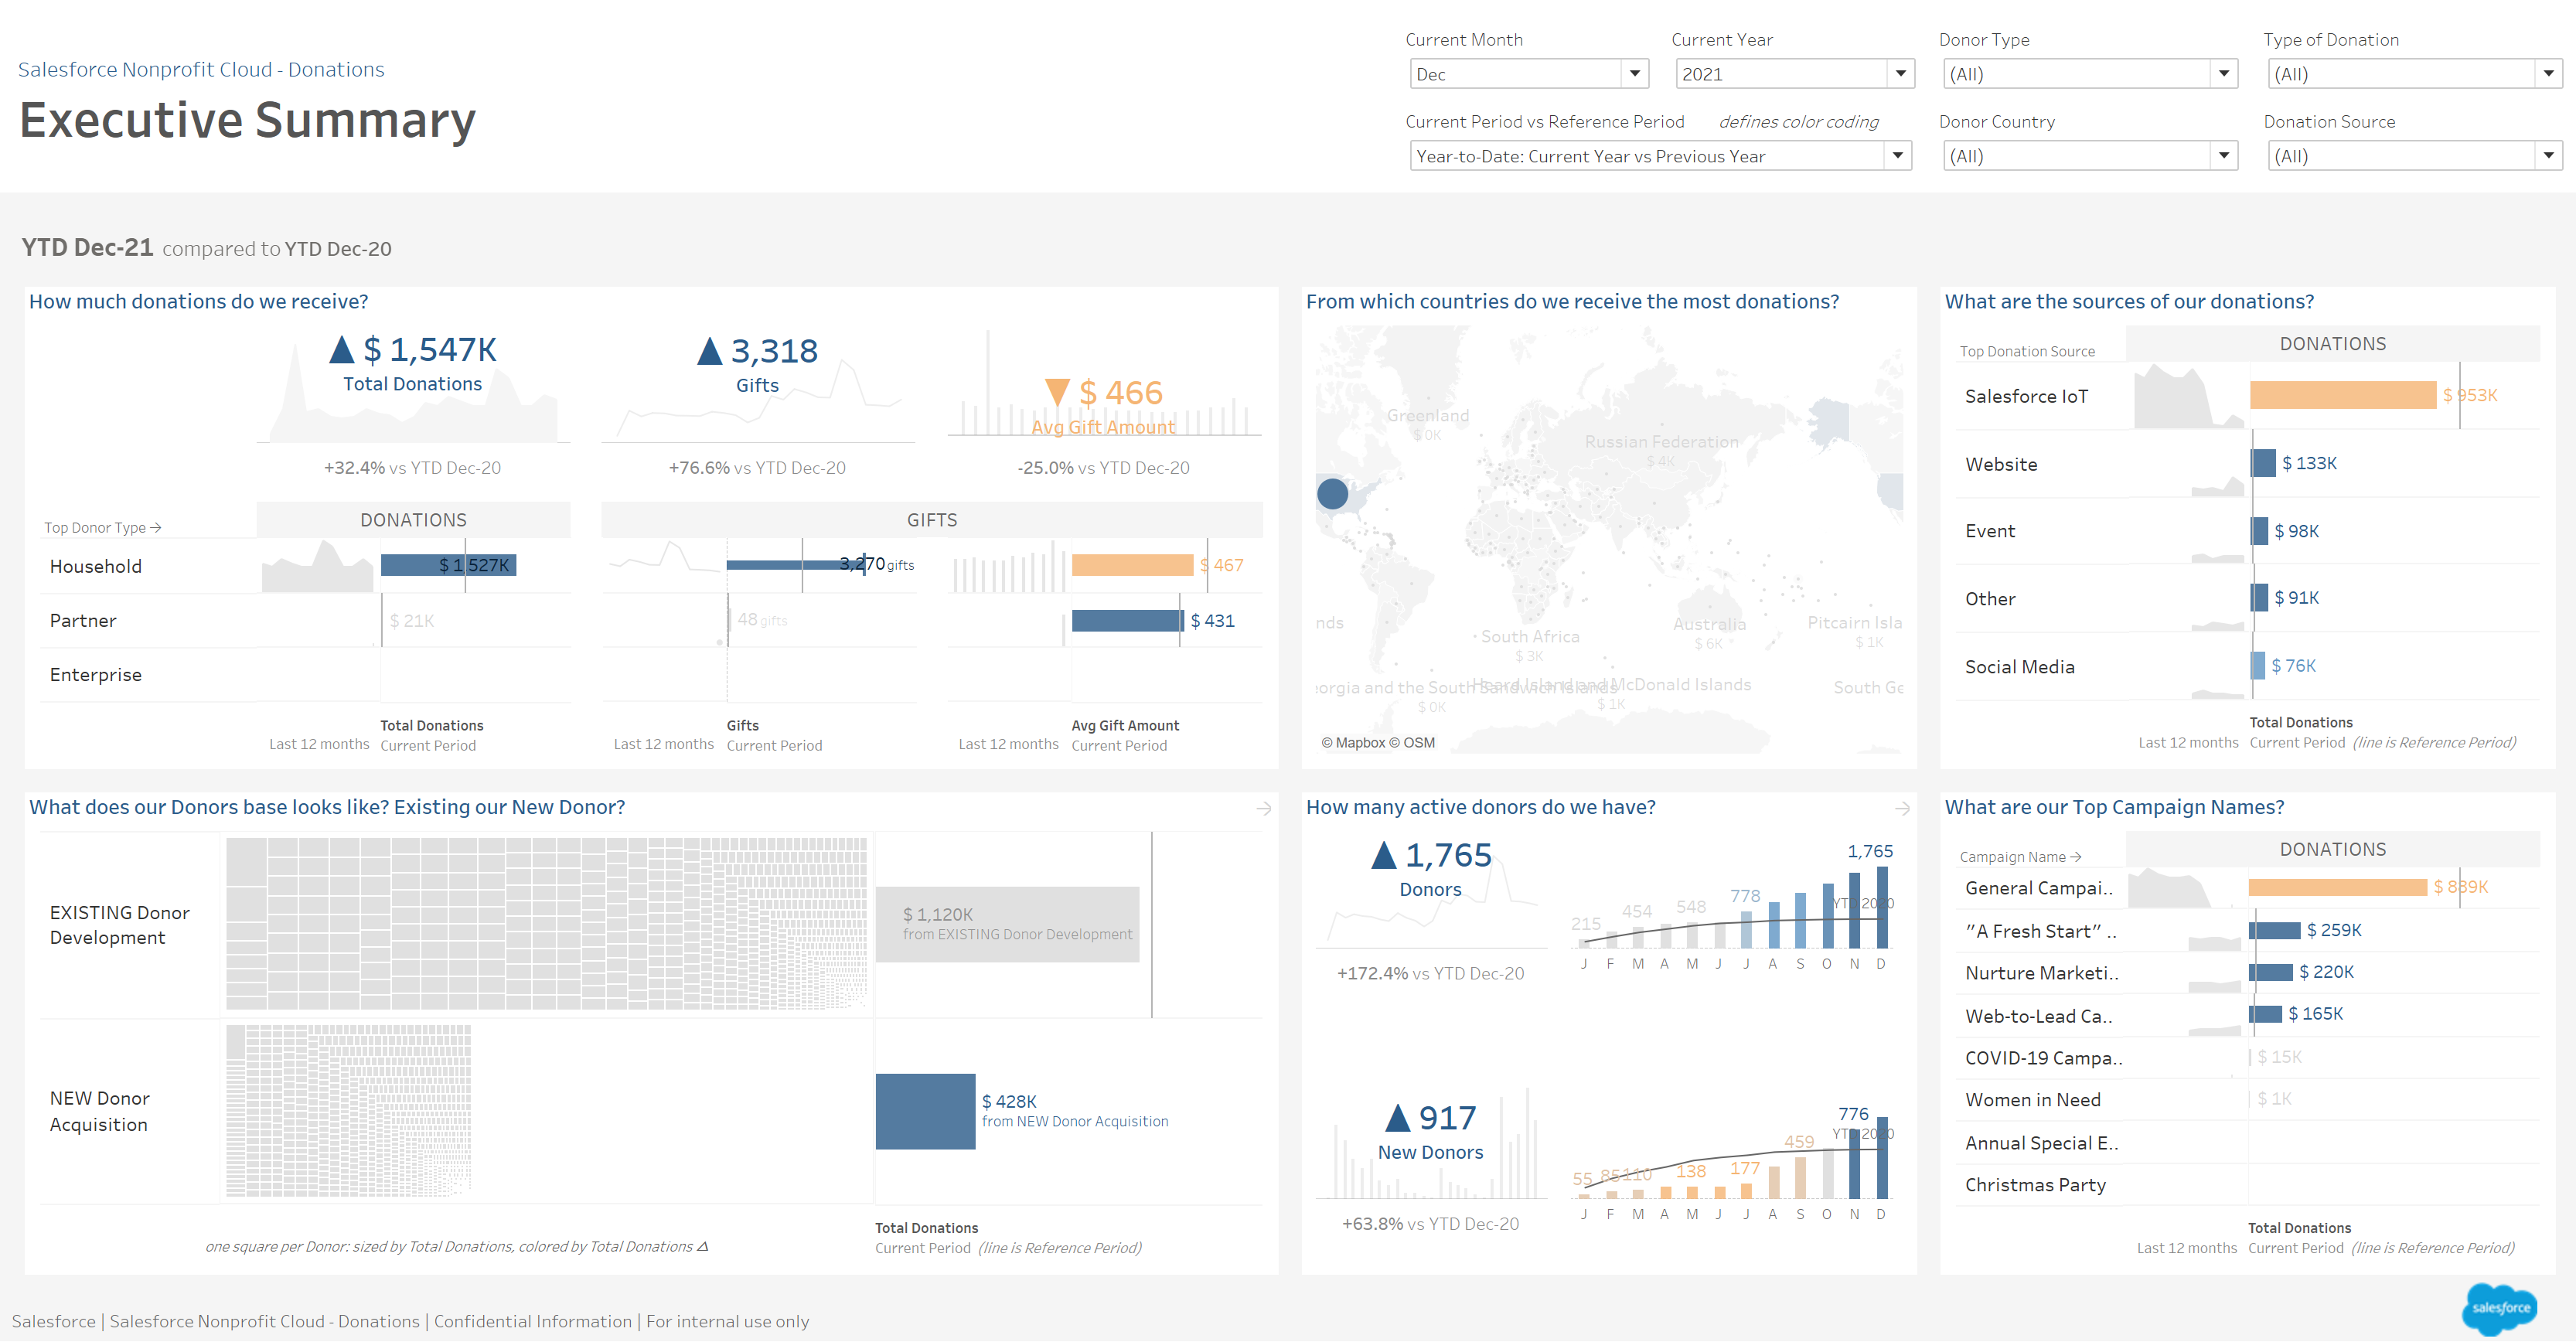 Salesforce Nonprofit Cloud - Donations
Executive Summary
Current Month
Dec
Current Year
2021
Donor Type
(All)
Type of Donation
(All)
Current Period vs Reference Period defines color coding
Year-to-Date: Current Year vs Previous Year
Donor Country
(All)
Donation Source
(All)
YTD Dec-21 compared to YTD Dec-20
How much donations do we receive?
▲ $ 1,547K
Total Donations
+32.4% vs YTD Dec-20
▲ 3,318
Gifts
+76.6% vs YTD Dec-20
▼ $ 466
Avg Gift Amount
-25.0% vs YTD Dec-20
Top Donor Type →
DONATIONS
GIFTS
Household
$ 1,527K
3,270 gifts
$ 467
Partner
$ 21K
48 gifts
$ 431
Enterprise
Last 12 months
Total Donations
Current Period
Last 12 months
Gifts
Current Period
Last 12 months
Avg Gift Amount
Current Period
From which countries do we receive the most donations?
Greenland
$ 0K
Russian Federation
$ 4K
nds
South Africa
$ 3K
Australia
$ 6K
Pitcairn Isla
$ 1K
eorgia and the South Sandwich Islands
$ 0K
Heard Island and McDonald Islands
$ 1K
South Ge
© Mapbox © OSM
What are the sources of our donations?
Top Donation Source
DONATIONS
Salesforce IoT
$ 953K
Website
$ 133K
Event
$ 98K
Other
$ 91K
Social Media
$ 76K
Last 12 months
Total Donations
Current Period (line is Reference Period)
What does our Donors base looks like? Existing our New Donor?
→
EXISTING Donor
Development
$ 1,120K
from EXISTING Donor Development
NEW Donor
Acquisition
$ 428K
from NEW Donor Acquisition
one square per Donor: sized by Total Donations, colored by Total Donations Δ
Total Donations
Current Period (line is Reference Period)
How many active donors do we have?
→
▲ 1,765
Donors
+172.4% vs YTD Dec-20
215
454
548
778
1,765
YTD 2020
J F M A M J J A S O N D
▲ 917
New Donors
+63.8% vs YTD Dec-20
55
85
110
138
177
459
776
YTD 2020
J F M A M J J A S O N D
What are our Top Campaign Names?
Campaign Name →
DONATIONS
General Campai..
$ 889K
"A Fresh Start" ..
$ 259K
Nurture Marketi..
$ 220K
Web-to-Lead Ca..
$ 165K
COVID-19 Campa..
$ 15K
Women in Need
$ 1K
Annual Special E..
Christmas Party
Last 12 months
Total Donations
Current Period (line is Reference Period)
Salesforce | Salesforce Nonprofit Cloud - Donations | Confidential Information | For internal use only
salesforce